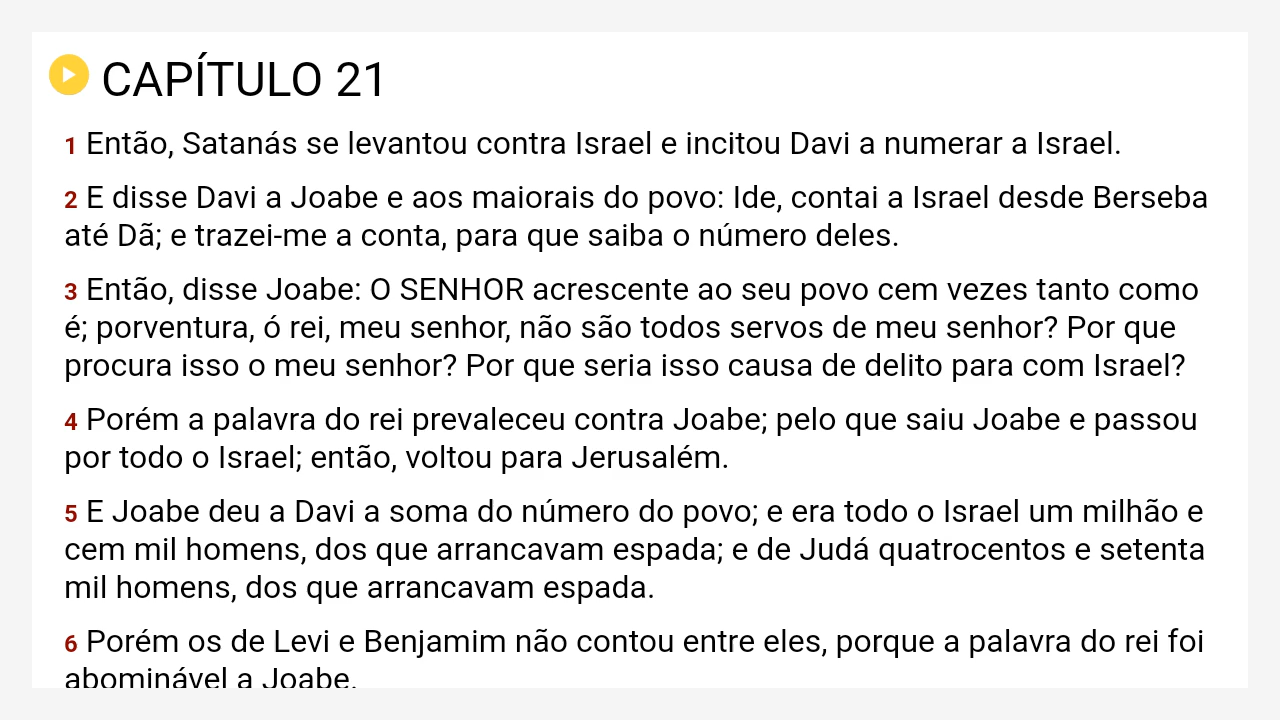 CAPÍTULO 21
1 Então, Satanás se levantou contra Israel e incitou Davi a numerar a Israel.
2 E disse Davi a Joabe e aos maiorais do povo: Ide, contai a Israel desde Berseba
até Dã; e trazei-me a conta, para que saiba o número deles.
3 Então, disse Joabe: O SENHOR acrescente ao seu povo cem vezes tanto como
é; porventura, ó rei, meu senhor, não são todos servos de meu senhor? Por que
procura isso o meu senhor? Por que seria isso causa de delito para com Israel?
4 Porém a palavra do rei prevaleceu contra Joabe; pelo que saiu Joabe e passou
por todo o Israel; então, voltou para Jerusalém.
5 E Joabe deu a Davi a soma do número do povo; e era todo o Israel um milhão e
cem mil homens, dos que arrancavam espada; e de Judá quatrocentos e setenta
mil homens, dos que arrancavam espada.
6 Porém os de Levi e Benjamim não contou entre eles, porque a palavra do rei foi
abominável a Joabe.